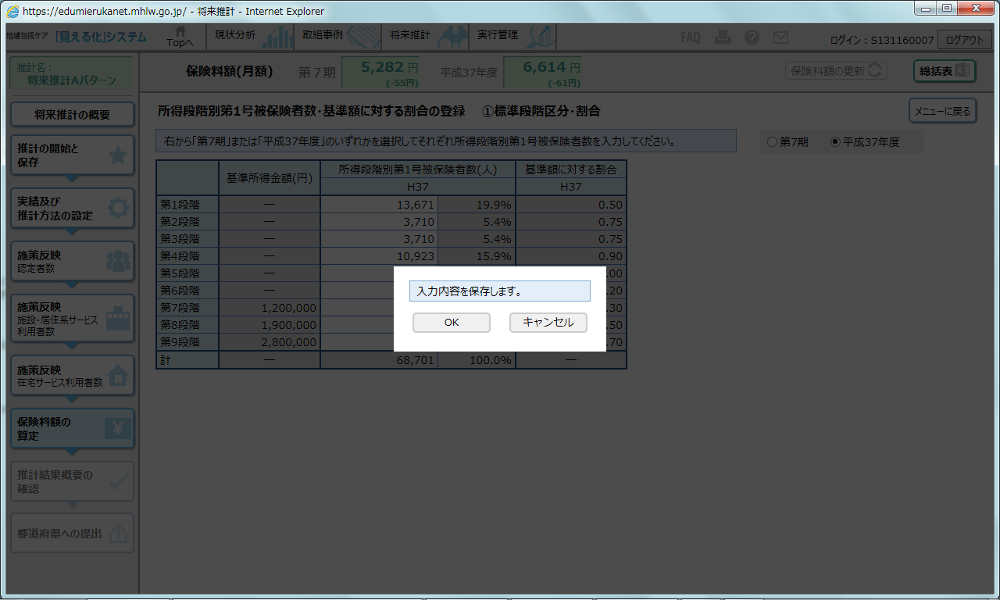 https://edumierukanet.mhlw.go.jp/ - 将来推計 - Internet Explorer
地域包括ケア 「見える化」システム Topへ 現状分析 取組事例 将来推計 実行管理 FAQ ログイン : S131160007 ログアウト
推計名：
将来推計Aパターン
保険料額(月額) 第７期 5,282 円 (-55円) 平成37年度 6,614 円 (-61円) 保険料額の更新 総括表
将来推計の概要
推計の開始と
保存
実績及び
推計方法の設定
施策反映
認定者数
施策反映
施設・居住系サービス
利用者数
施策反映
在宅サービス利用者数
保険料額の
算定
推計結果概要の
確認
都道府県への提出
所得段階別第1号被保険者数・基準額に対する割合の登録 ①標準段階区分・割合 メニューに戻る
右から「第7期」または「平成37年度」のいずれかを選択してそれぞれ所得段階別第1号被保険者数を入力してください。 第7期 平成37年度
基準所得金額(円) 所得段階別第1号被保険者数(人) 基準額に対する割合
H37 H37
第1段階 ― 13,671 19.9% 0.50
第2段階 ― 3,710 5.4% 0.75
第3段階 ― 3,710 5.4% 0.75
第4段階 ― 10,923 15.9% 0.90
第5段階 ― .00
第6段階 ― .20
第7段階 1,200,000 .30
第8段階 1,900,000 .50
第9段階 2,800,000 .70
計 ― 68,701 100.0% ―
入力内容を保存します。
OK キャンセル